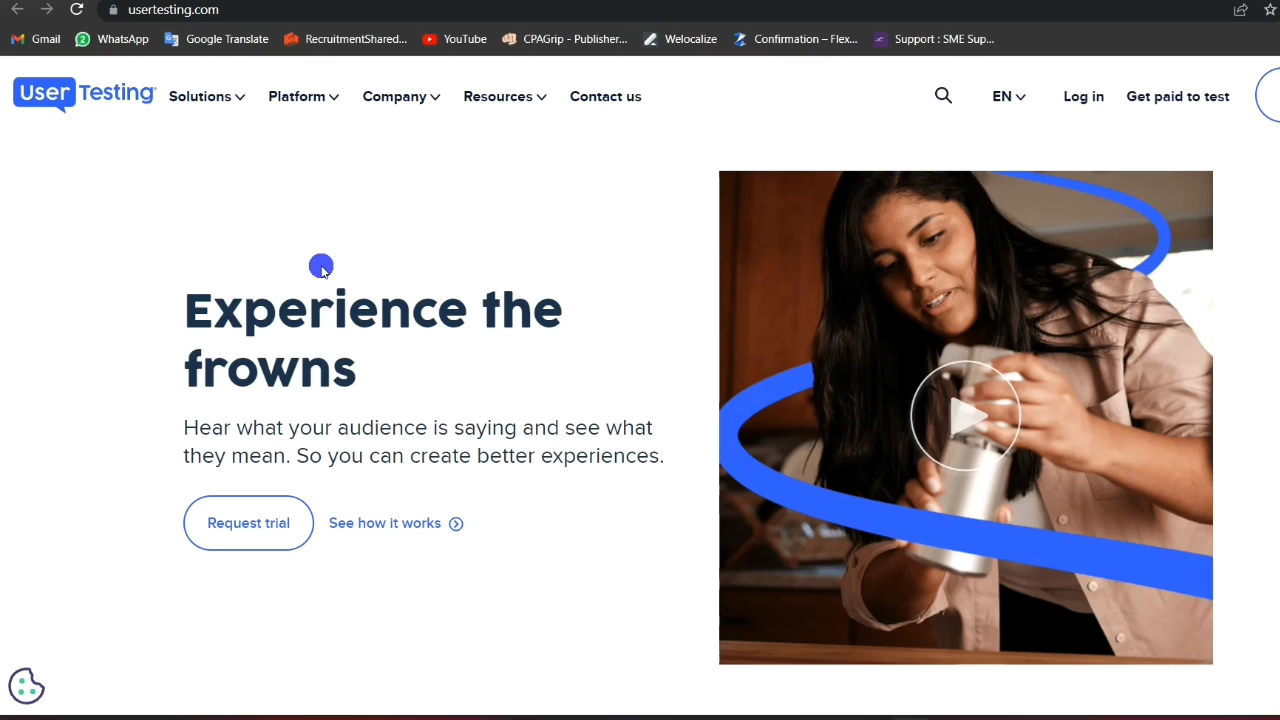 usertesting.com
Gmail WhatsApp Google Translate RecruitmentShared... YouTube CPAGrip - Publisher... Welocalize Confirmation – Flex... Support : SME Sup...
User Testing Solutions Platform Company Resources Contact us EN Log in Get paid to test
Experience the
frowns
Hear what your audience is saying and see what
they mean. So you can create better experiences.
Request trial See how it works